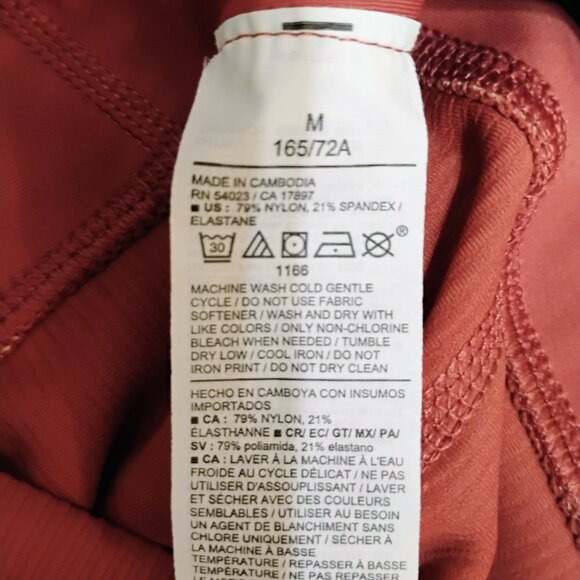 M
165/72A
MADE IN CAMBODIA
RN 54023 / CA 17897
■ US : 79% NYLON, 21% SPANDEX /
ELASTANE
30
®
1166
MACHINE WASH COLD GENTLE
CYCLE / DO NOT USE FABRIC
SOFTENER / WASH AND DRY WITH
LIKE COLORS / ONLY NON-CHLORINE
BLEACH WHEN NEEDED / TUMBLE
DRY LOW / COOL IRON / DO NOT
IRON PRINT / DO NOT DRY CLEAN
HECHO EN CAMBOYA CON INSUMOS
IMPORTADOS
■ CA : 79% NYLON, 21%
ÉLASTHANNE ■ CR/ EC/ GT/ MX/ PA/
SV : 79% poliamida, 21% elastano
■ CA : LAVER À LA MACHINE À L'EAU
FROIDE AU CYCLE DÉLICAT / NE PAS
UTILISER D'ASSOUPLISSANT / LAVER
ET SÉCHER AVEC DES COULEURS
SEMBLABLES / UTILISER AU BESOIN
UN AGENT DE BLANCHIMENT SANS
CHLORE UNIQUEMENT / SÉCHER À
LA MACHINE À BASSE
TEMPÉRATURE / REPASSER À BASSE
TEMPÉRATURE / NE PAS REPASSER